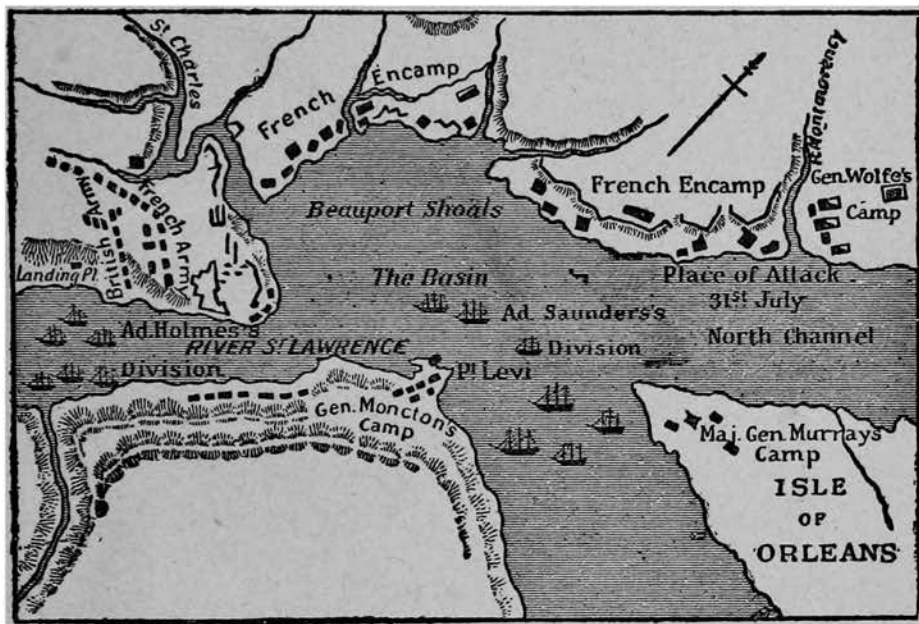 St Charles
French
Encamp
R. Montmorency
Gen. Wolfe's
Camp
French Encamp
Beauport Shoals
French Army
British Army
Landing Pl.
The Basin
Place of Attack
31st July
Ad. Holmes's
Division
Ad. Saunders's
Division
North Channel
RIVER ST. LAWRENCE
Pt. Levi
Gen. Moncton's
Camp
Maj. Gen. Murrays
Camp
ISLE
OF
ORLEANS